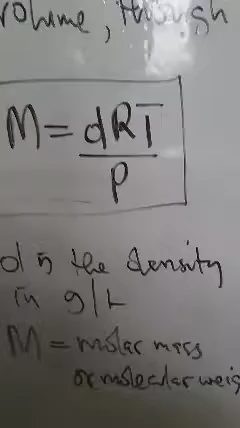 volume, though
M = dRT
P
d is the density
in g/L
M = molar mass
or molecular weig